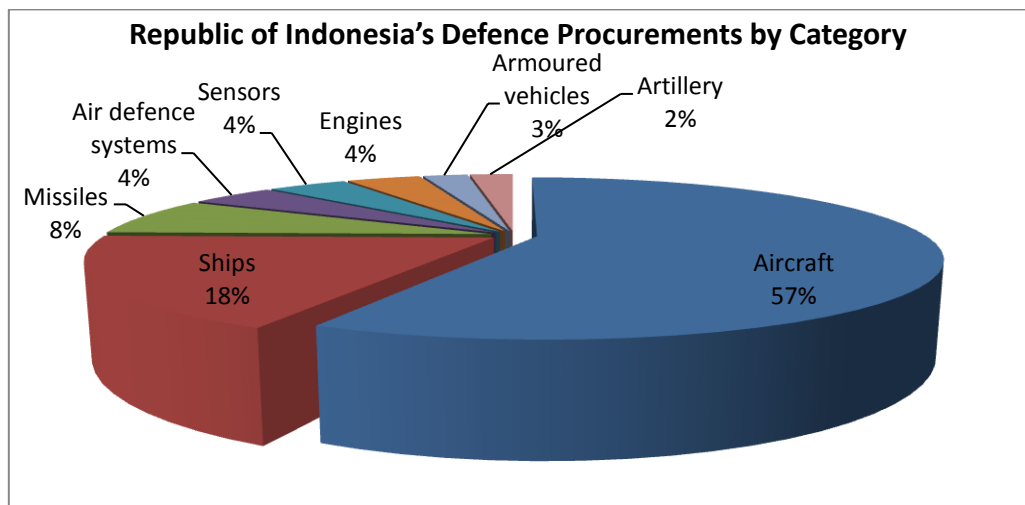 Republic of Indonesia’s Defence Procurements by Category
Armoured
vehicles
3%
Artillery
2%
Sensors
4%
Engines
4%
Air defence
systems
4%
Missiles
8%
Ships
18%
Aircraft
57%